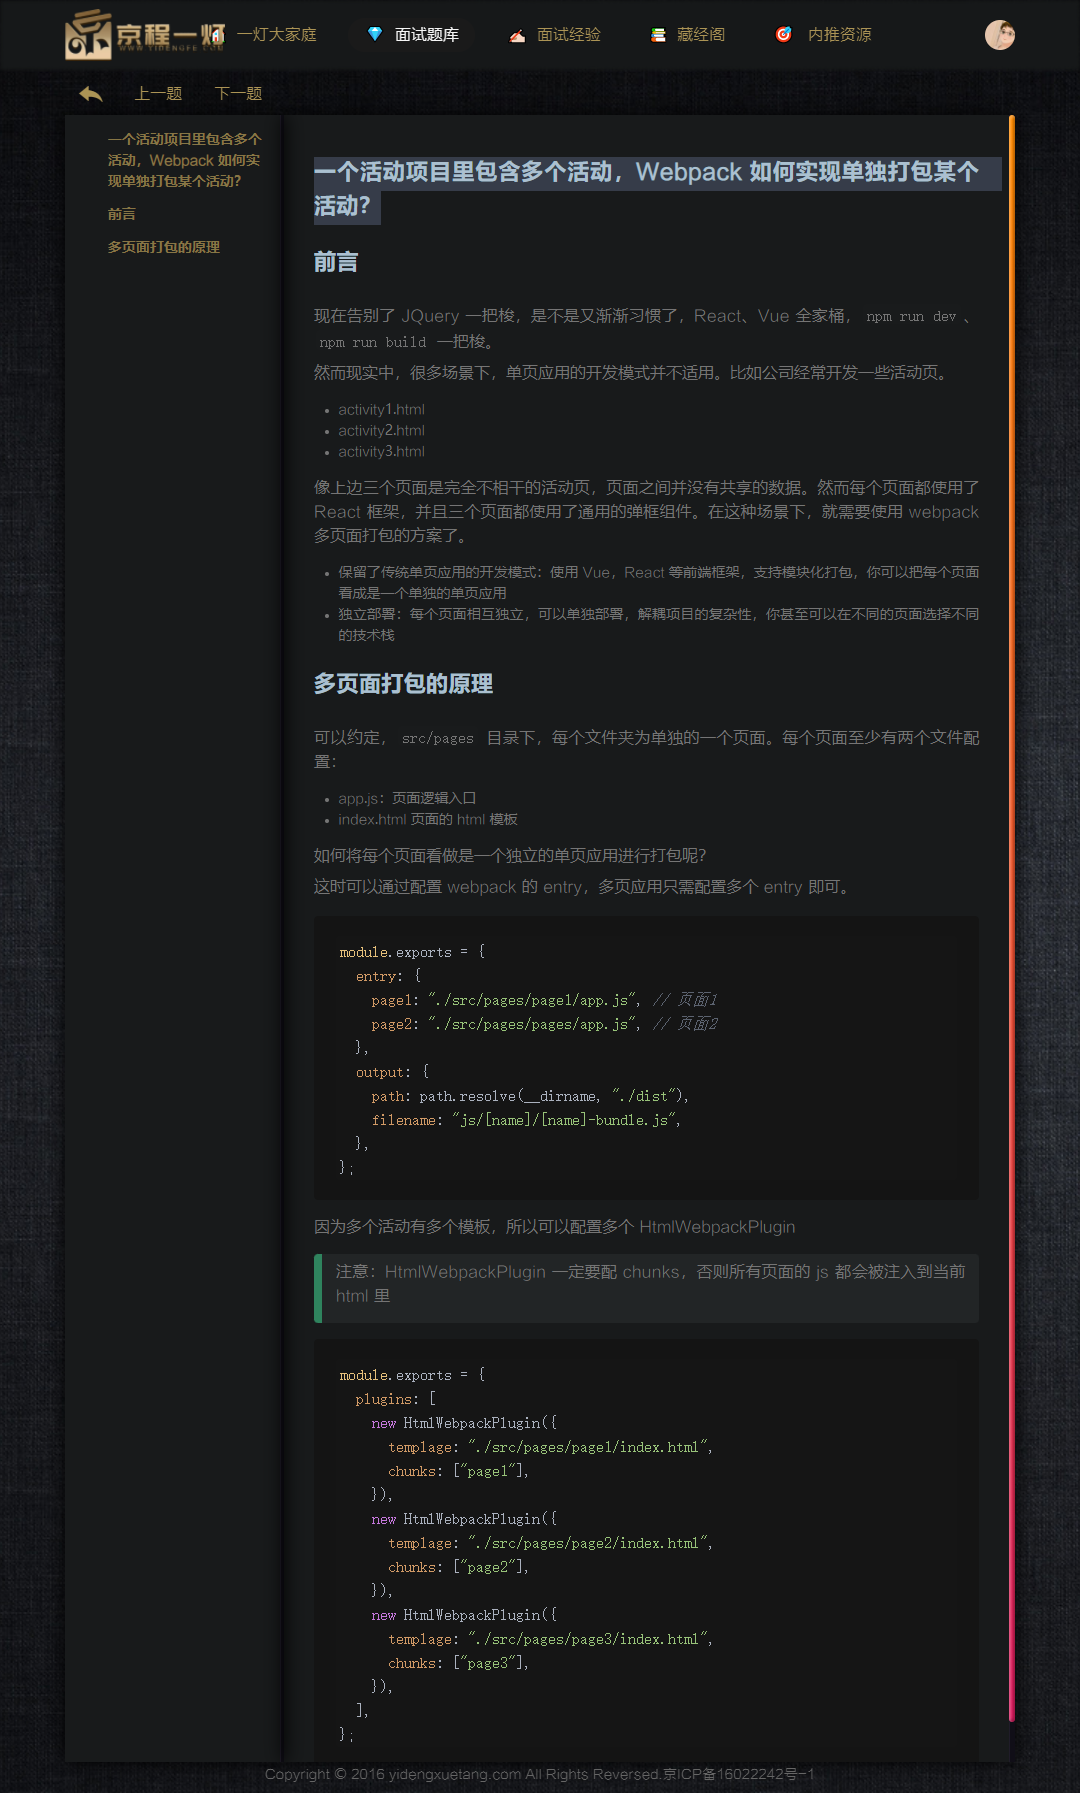 京程一灯
WWW.YIDENGFE.COM
一灯大家庭
面试题库
面试经验
藏经阁
内推资源
上一题
下一题
一个活动项目里包含多个
活动，Webpack 如何实
现单独打包某个活动？
前言
多页面打包的原理
一个活动项目里包含多个活动，Webpack 如何实现单独打包某个
活动？
前言
现在告别了 JQuery 一把梭，是不是又渐渐习惯了，React、Vue 全家桶， npm run dev 、
npm run build 一把梭。
然而现实中，很多场景下，单页应用的开发模式并不适用。比如公司经常开发一些活动页。
• activity1.html
• activity2.html
• activity3.html
像上边三个页面是完全不相干的活动页，页面之间并没有共享的数据。然而每个页面都使用了
React 框架，并且三个页面都使用了通用的弹框组件。在这种场景下，就需要使用 webpack
多页面打包的方案了。
• 保留了传统单页应用的开发模式：使用 Vue，React 等前端框架，支持模块化打包，你可以把每个页面
看成是一个单独的单页应用
• 独立部署：每个页面相互独立，可以单独部署，解耦项目的复杂性，你甚至可以在不同的页面选择不同
的技术栈
多页面打包的原理
可以约定， src/pages 目录下，每个文件夹为单独的一个页面。每个页面至少有两个文件配
置：
• app.js：页面逻辑入口
• index.html 页面的 html 模板
如何将每个页面看做是一个独立的单页应用进行打包呢？
这时可以通过配置 webpack 的 entry，多页应用只需配置多个 entry 即可。
module.exports = {
  entry: {
    page1: "./src/pages/page1/app.js", // 页面1
    page2: "./src/pages/pages/app.js", // 页面2
  },
  output: {
    path: path.resolve(__dirname, "./dist"),
    filename: "js/[name]/[name]-bundle.js",
  },
};
因为多个活动有多个模板，所以可以配置多个 HtmlWebpackPlugin
注意：HtmlWebpackPlugin 一定要配 chunks，否则所有页面的 js 都会被注入到当前
html 里
module.exports = {
  plugins: [
    new HtmlWebpackPlugin({
      templage: "./src/pages/page1/index.html",
      chunks: ["page1"],
    }),
    new HtmlWebpackPlugin({
      templage: "./src/pages/page2/index.html",
      chunks: ["page2"],
    }),
    new HtmlWebpackPlugin({
      templage: "./src/pages/page3/index.html",
      chunks: ["page3"],
    }),
  ],
};
Copyright © 2016 yidengxuetang.com All Rights Reversed.京ICP备16022242号-1